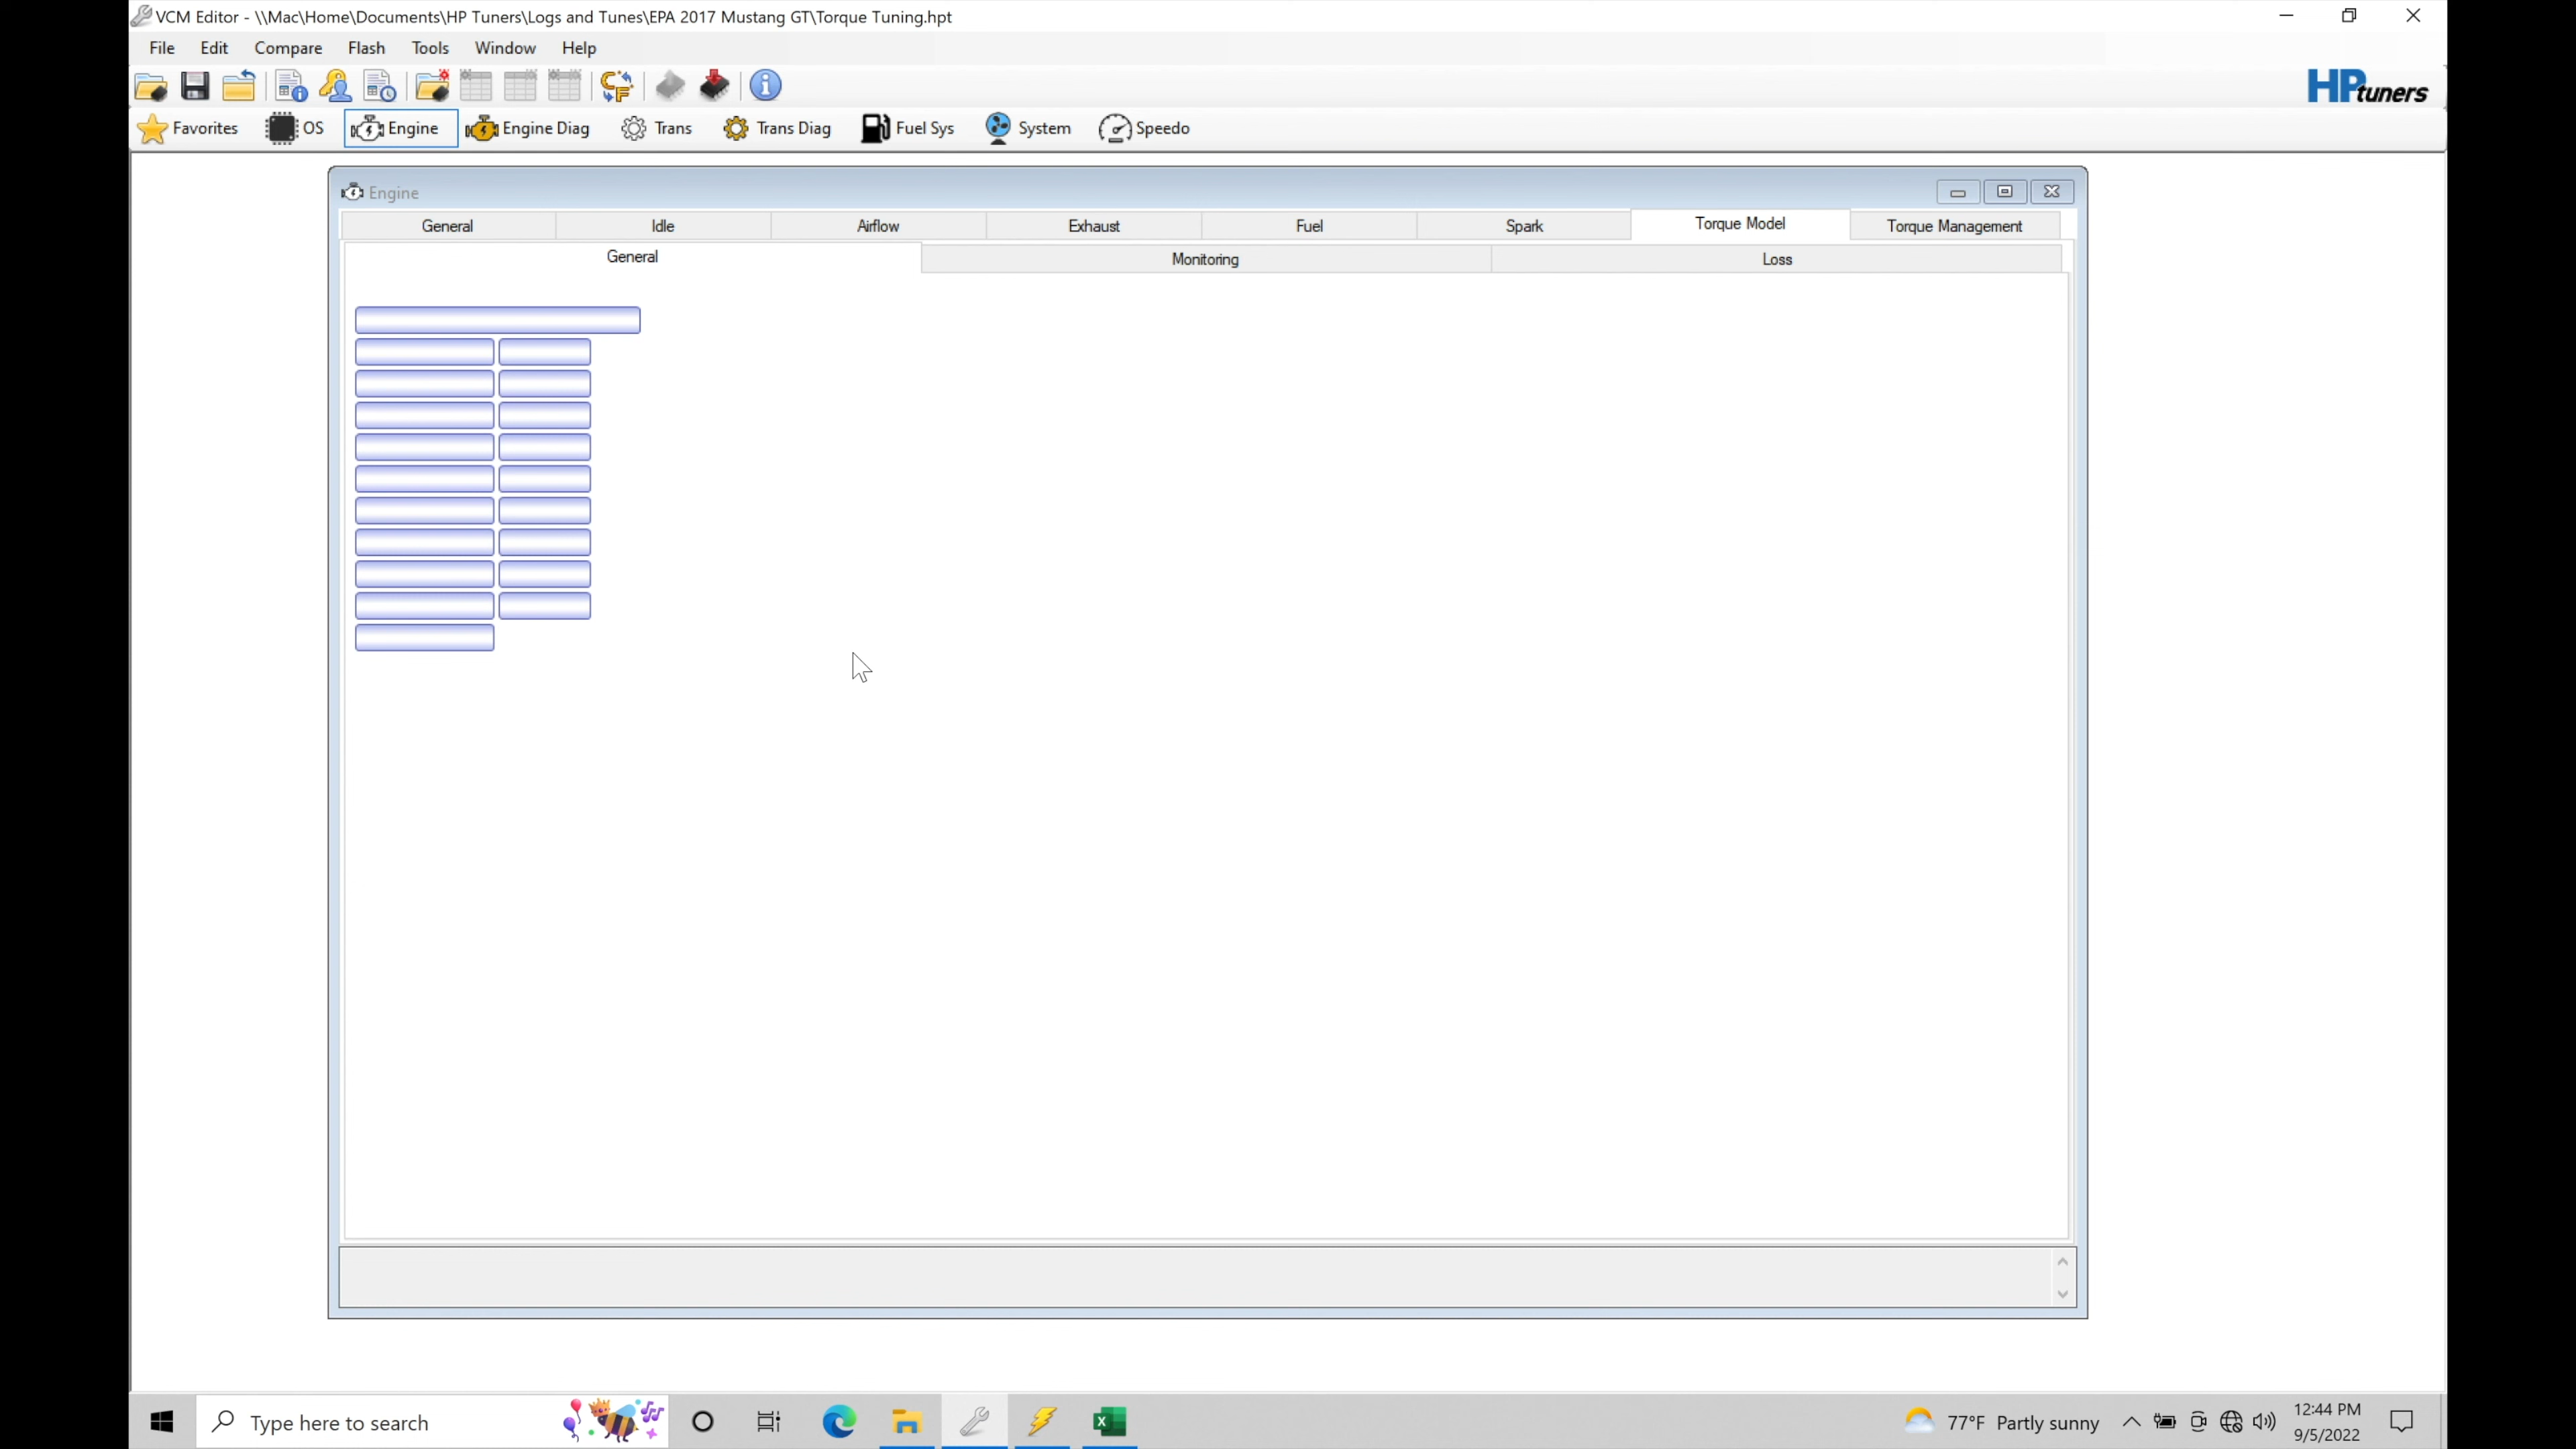 VCM Editor - \\Mac\Home\Documents\HP Tuners\Logs and Tunes\EPA 2017 Mustang GT\Torque Tuning.hpt
File Edit Compare Flash Tools Window Help
HPtuners
Favorites OS Engine Engine Diag Trans Trans Diag Fuel Sys System Speedo
Engine
General Idle Airflow Exhaust Fuel Spark Torque Model Torque Management
General Monitoring Loss
Type here to search
77°F Partly sunny
12:44 PM
9/5/2022